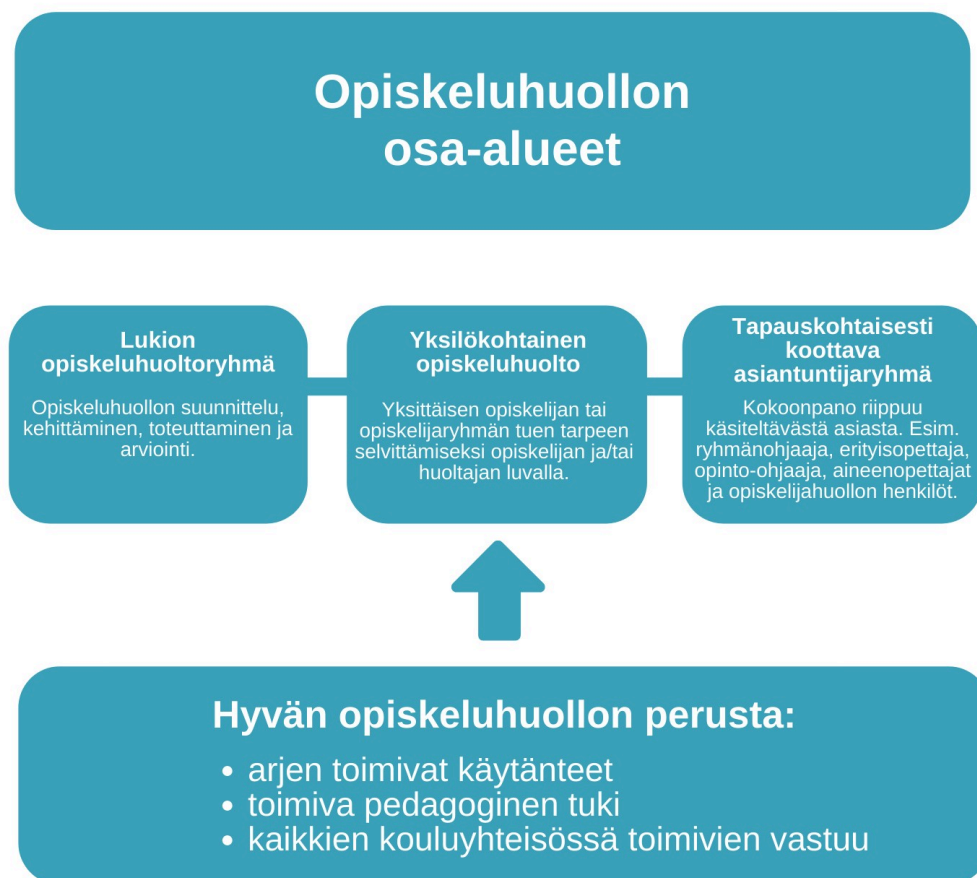 Opiskeluhuollon
osa-alueet
Lukion
opiskeluhuoltoryhmä
Opiskeluhuollon suunnittelu,
kehittäminen, toteuttaminen ja
arviointi.
Yksilökohtainen
opiskeluhuolto
Yksittäisen opiskelijan tai
opiskelijaryhmän tuen tarpeen
selvittämiseksi opiskelijan ja/tai
huoltajan luvalla.
Tapauskohtaisesti
koottava
asiantuntijaryhmä
Kokoonpano riippuu
käsiteltävästä asiasta. Esim.
ryhmänohjaaja, erityisopettaja,
opinto-ohjaaja, aineenopettajat
ja opiskelijahuollon henkilöt.
Hyvän opiskeluhuollon perusta:
• arjen toimivat käytänteet
• toimiva pedagoginen tuki
• kaikkien kouluyhteisössä toimivien vastuu